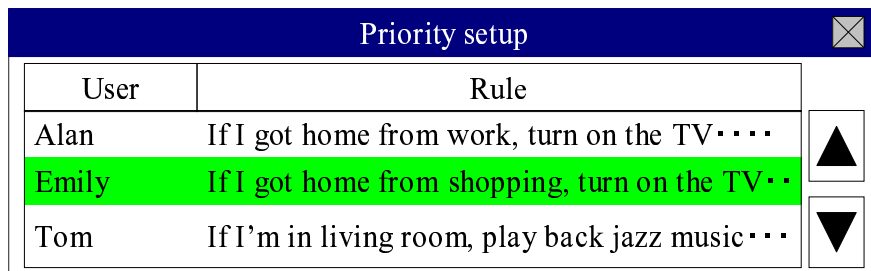 Priority setup
User Rule
Alan If I got home from work, turn on the TV････
Emily If I got home from shopping, turn on the TV･･
Tom If I’m in living room, play back jazz music･･･